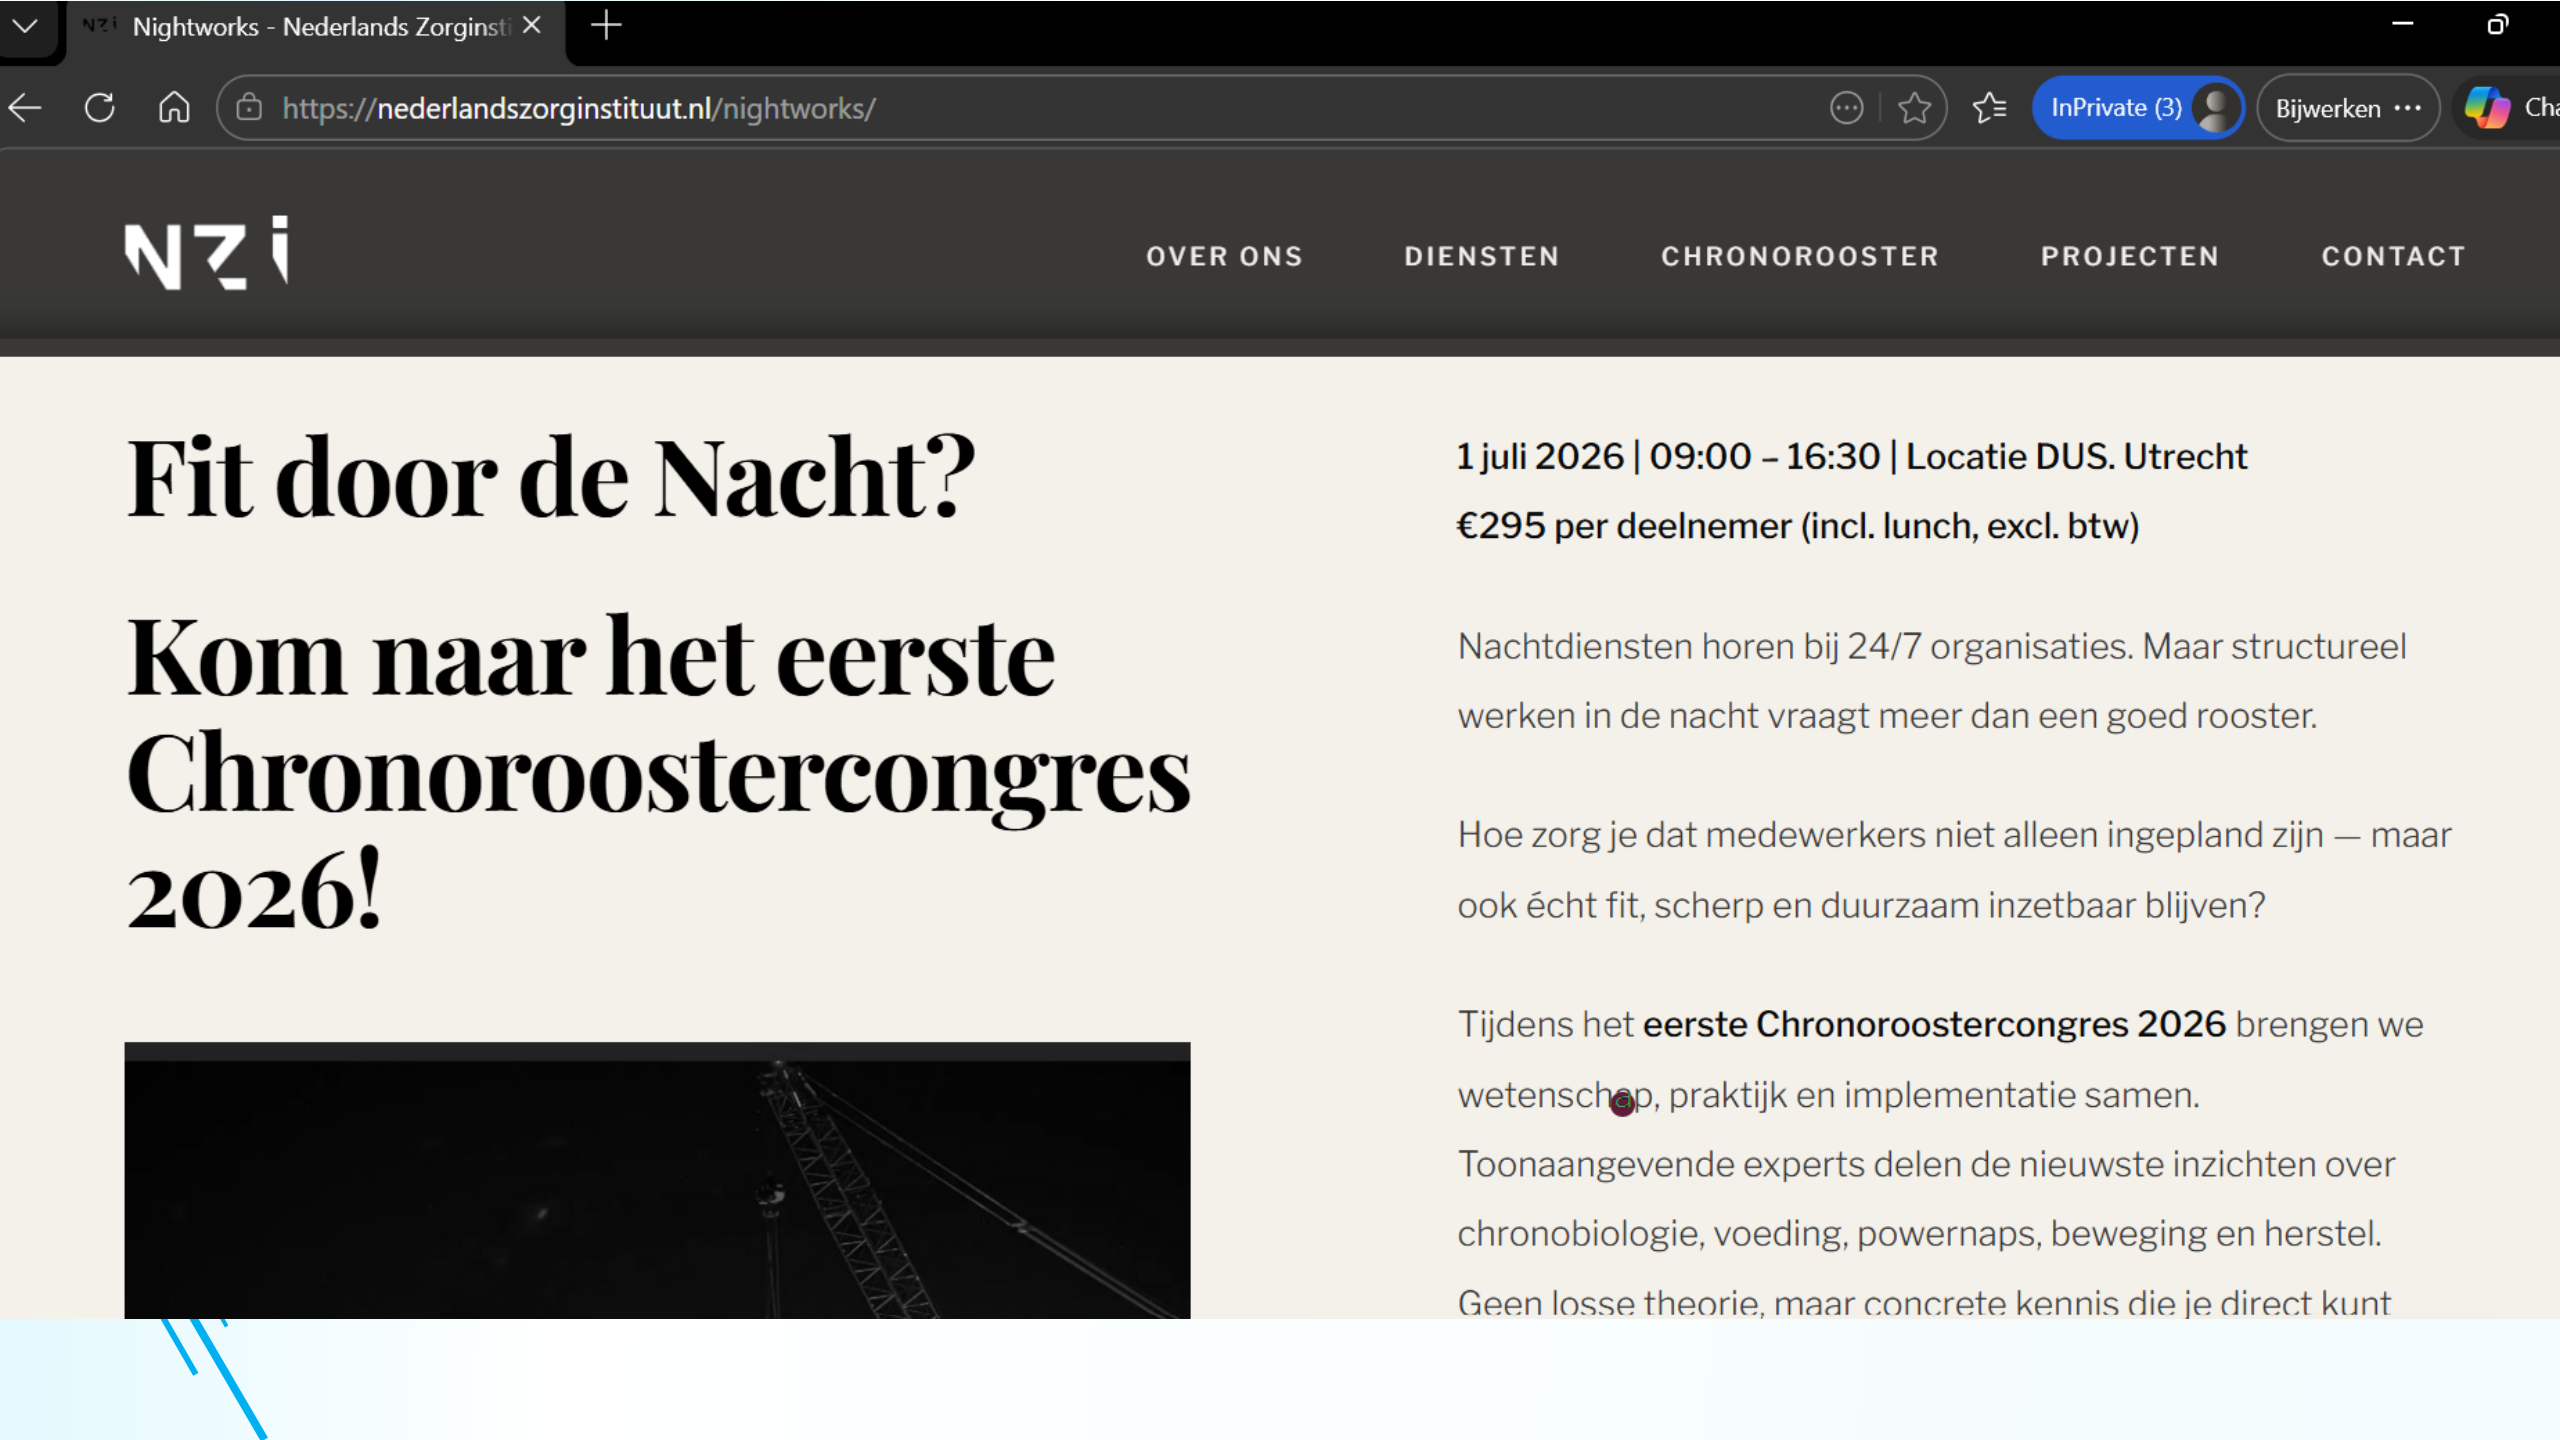 Nightworks - Nederlands Zorginsti
https://nederlandszorginstituut.nl/nightworks/
InPrivate (3)
Bijwerken
Cha
NZi
OVER ONS
DIENSTEN
CHRONOROOSTER
PROJECTEN
CONTACT
Fit door de Nacht?
Kom naar het eerste
Chronoroostercongres
2026!
1 juli 2026 | 09:00 – 16:30 | Locatie DUS. Utrecht
€295 per deelnemer (incl. lunch, excl. btw)
Nachtdiensten horen bij 24/7 organisaties. Maar structureel
werken in de nacht vraagt meer dan een goed rooster.
Hoe zorg je dat medewerkers niet alleen ingepland zijn — maar
ook écht fit, scherp en duurzaam inzetbaar blijven?
Tijdens het eerste Chronoroostercongres 2026 brengen we
wetenschap, praktijk en implementatie samen.
Toonaangevende experts delen de nieuwste inzichten over
chronobiologie, voeding, powernaps, beweging en herstel.
Geen losse theorie, maar concrete kennis die je direct kunt